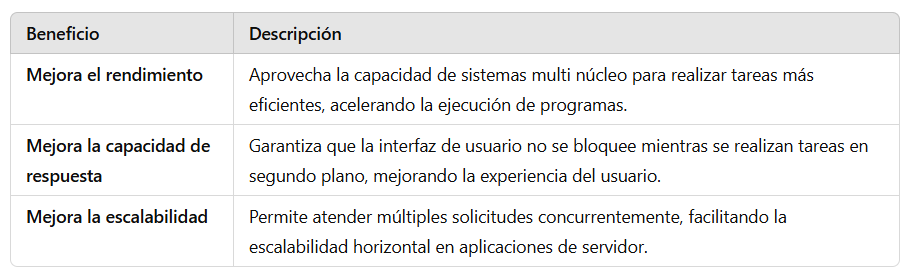 Beneficio Descripción
Mejora el rendimiento Aprovecha la capacidad de sistemas multi núcleo para realizar tareas más
eficientes, acelerando la ejecución de programas.
Mejora la capacidad de Garantiza que la interfaz de usuario no se bloquee mientras se realizan tareas en
respuesta segundo plano, mejorando la experiencia del usuario.
Mejora la escalabilidad Permite atender múltiples solicitudes concurrentemente, facilitando la
escalabilidad horizontal en aplicaciones de servidor.